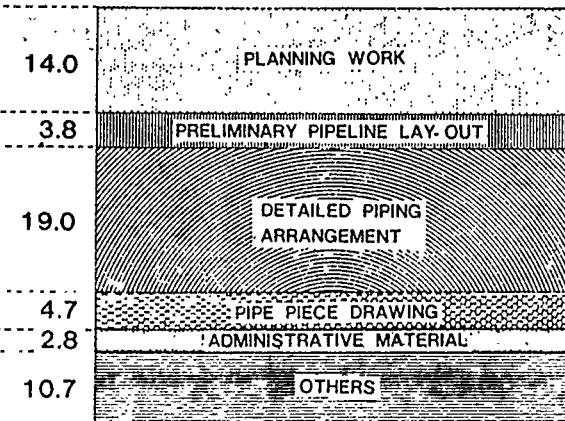 14.0 PLANNING WORK
3.8 PRELIMINARY PIPELINE LAY-OUT
19.0 DETAILED PIPING
ARRANGEMENT
4.7 PIPE PIECE DRAWING
2.8 ADMINISTRATIVE MATERIAL
10.7 OTHERS